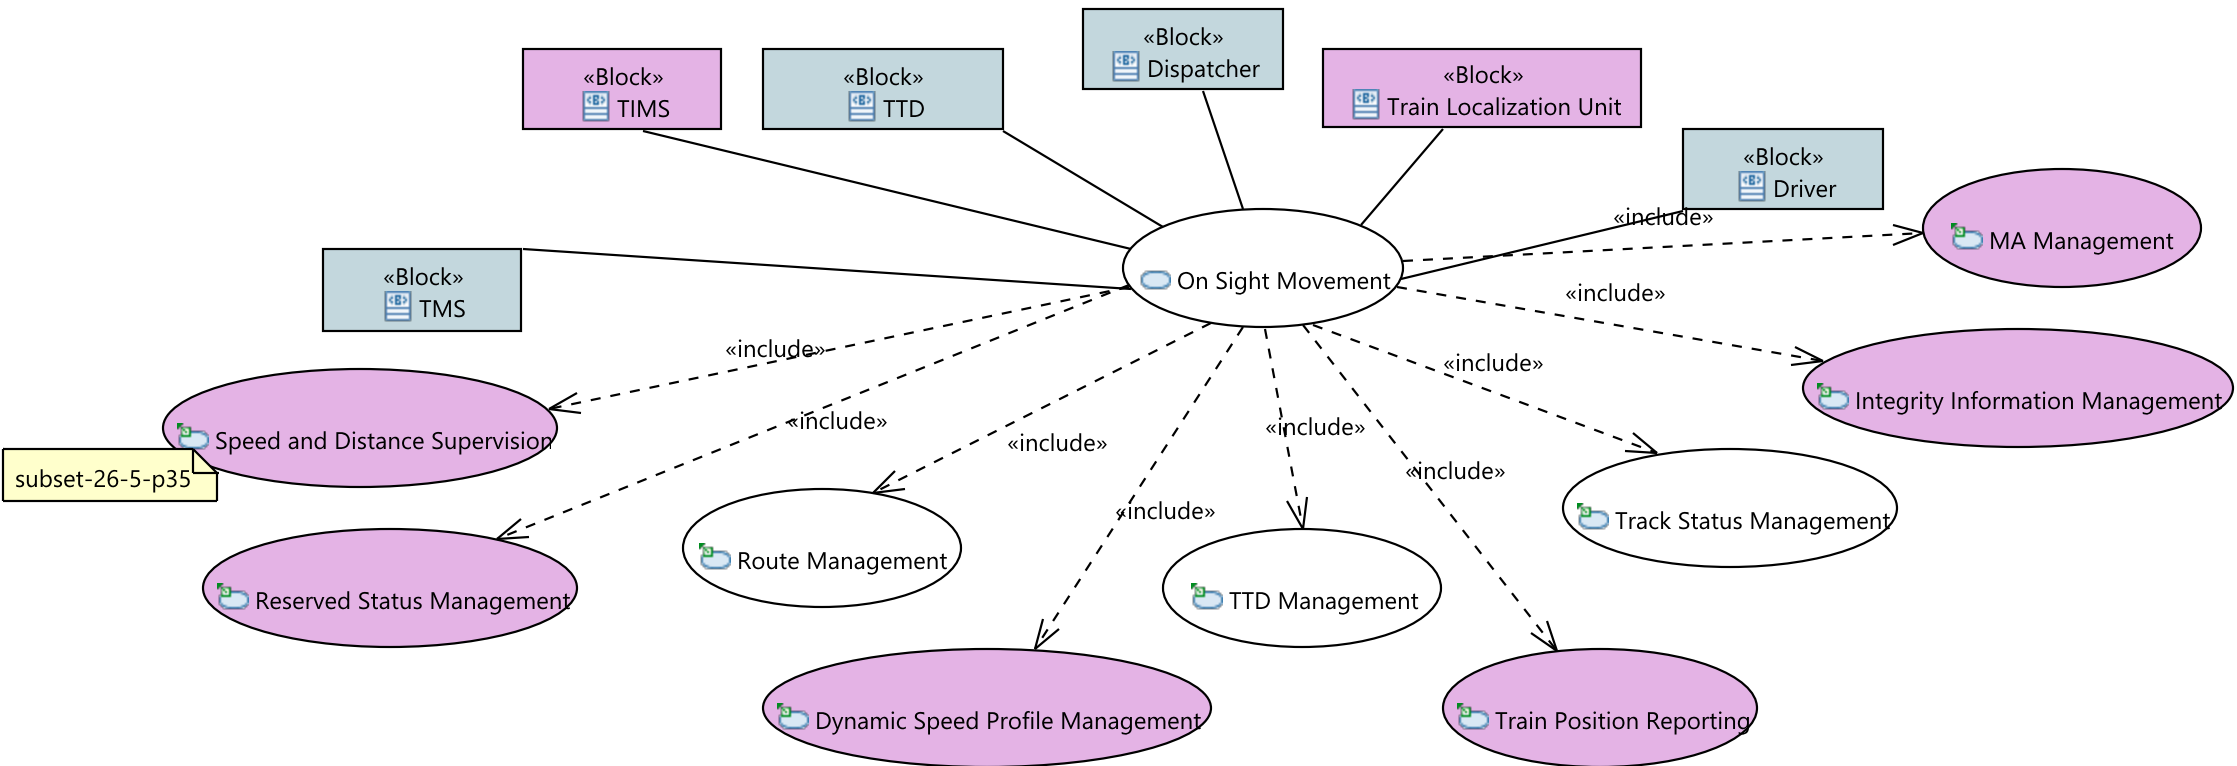 «Block»
Dispatcher
«Block»
TIMS
«Block»
TTD
«Block»
Train Localization Unit
«Block»
Driver
«include»
MA Management
«Block»
TMS
On Sight Movement
«include»
«include»
«include»
Integrity Information Management
Speed and Distance Supervision
subset-26-5-p35
«include»
«include»
«include»
«include»
«include»
Track Status Management
Route Management
TTD Management
Reserved Status Management
«include»
Dynamic Speed Profile Management
Train Position Reporting